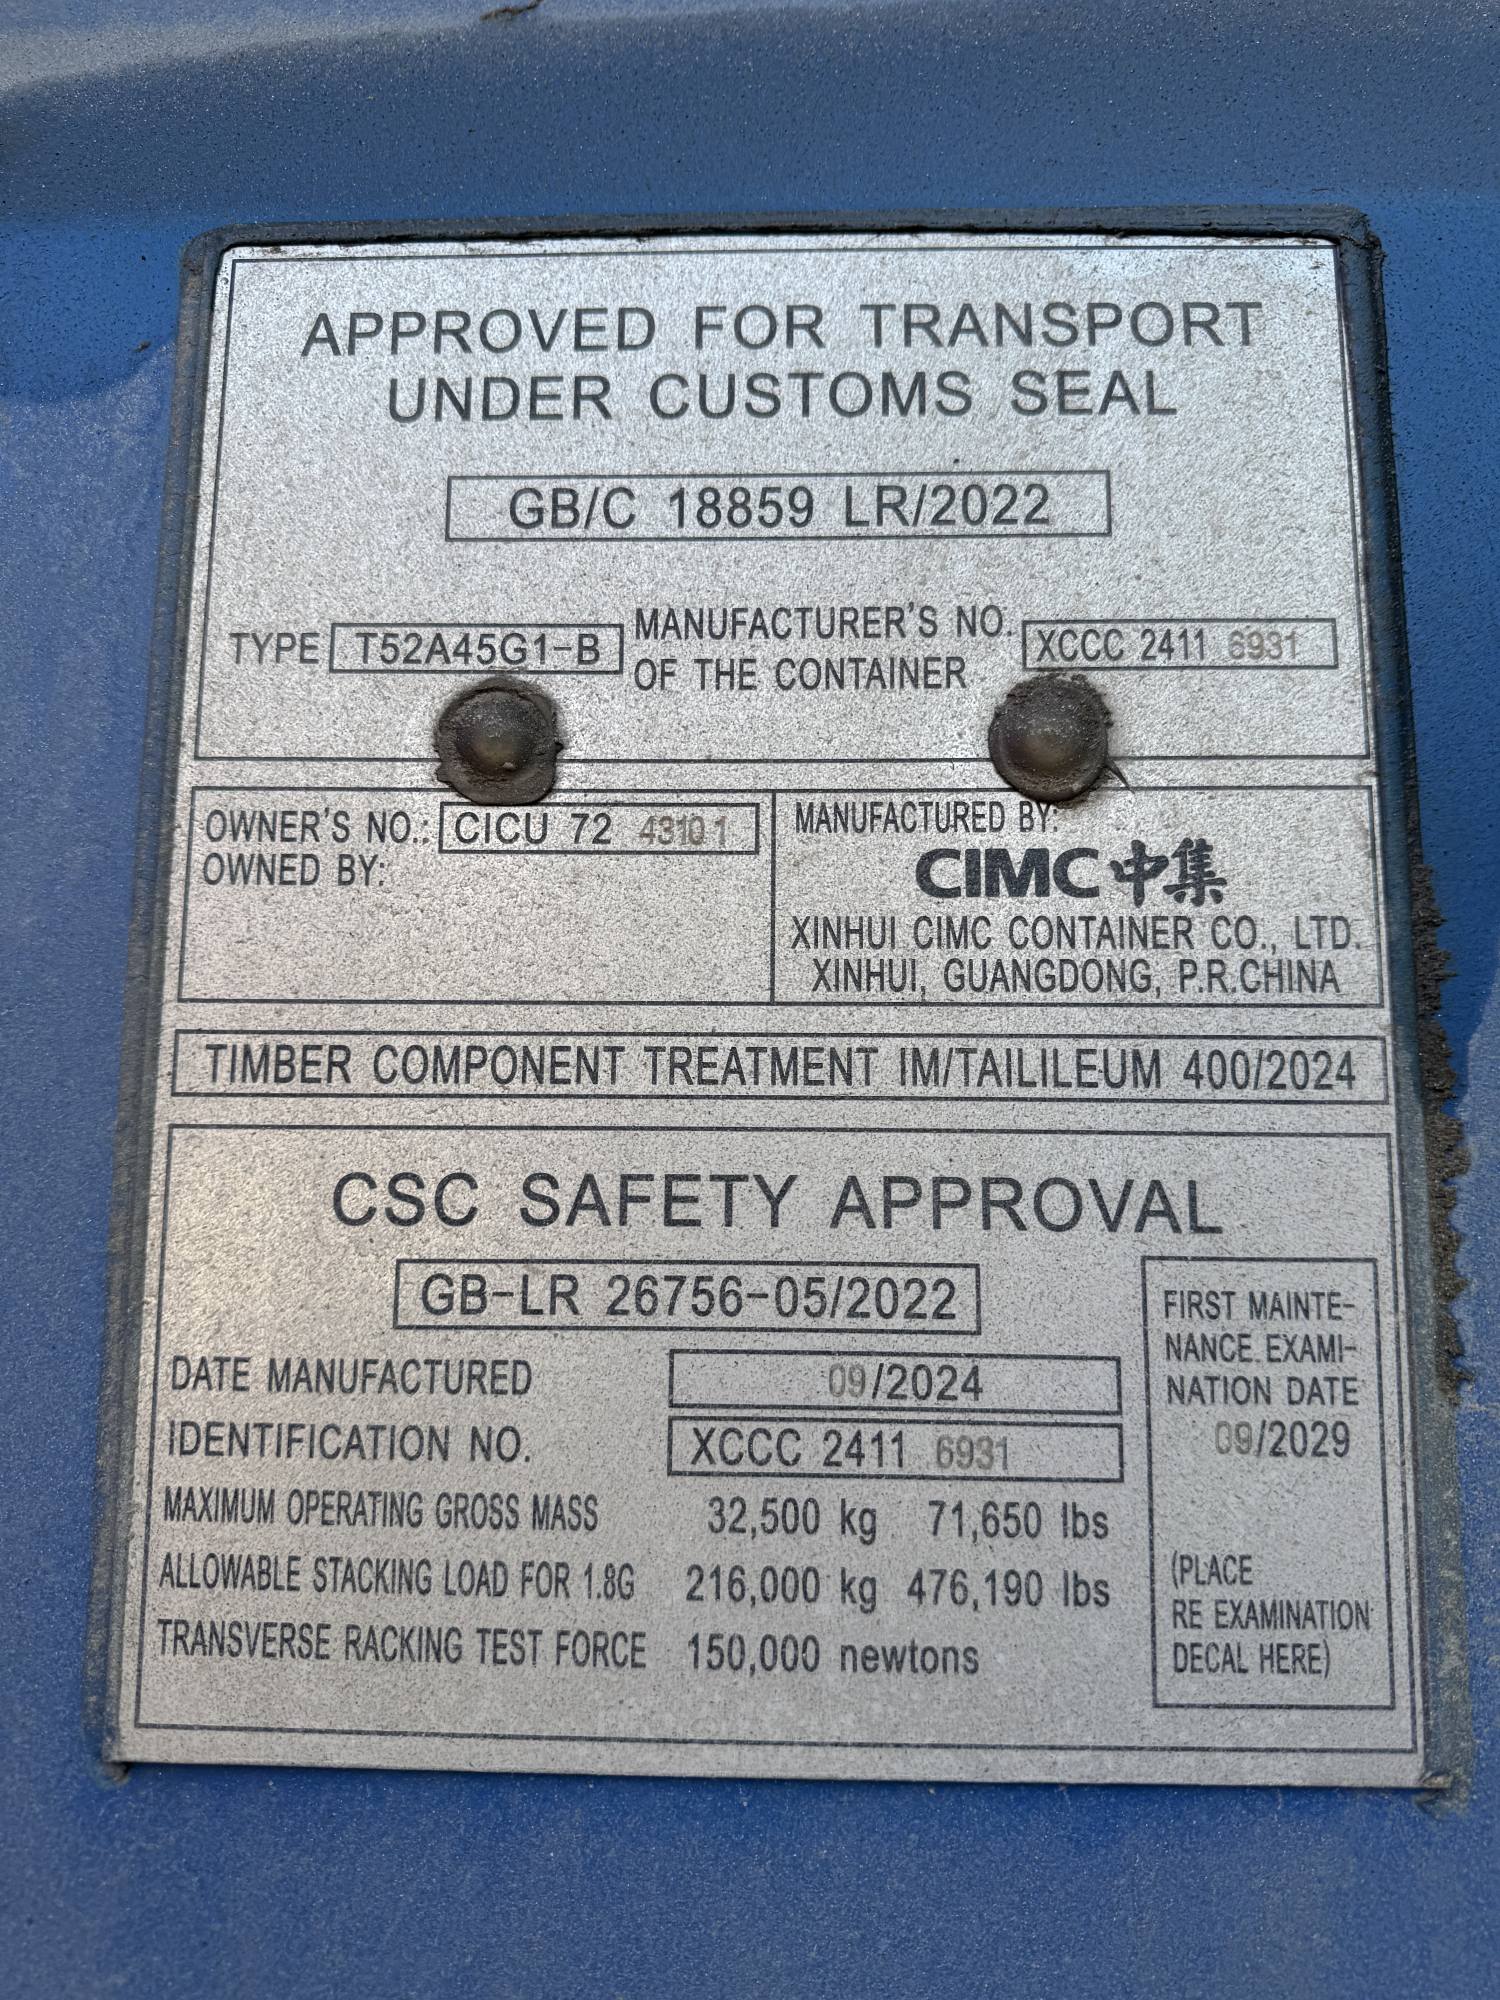 APPROVED FOR TRANSPORT
UNDER CUSTOMS SEAL
GB/C 18859 LR/2022
TYPE T52A45G1-B
MANUFACTURER'S NO.
OF THE CONTAINER
XCCC 2411 6931
OWNER'S NO.: CICU 72 43101
OWNED BY:
MANUFACTURED BY:
CIMC中集
XINHUI CIMC CONTAINER CO., LTD.
XINHUI, GUANGDONG, P.R.CHINA
TIMBER COMPONENT TREATMENT IM/TAILILEUM 400/2024
CSC SAFETY APPROVAL
GB-LR 26756-05/2022
DATE MANUFACTURED 09/2024
IDENTIFICATION NO. XCCC 2411 6931
MAXIMUM OPERATING GROSS MASS 32,500 kg 71,650 lbs
ALLOWABLE STACKING LOAD FOR 1.8G 216,000 kg 476,190 lbs
TRANSVERSE RACKING TEST FORCE 150,000 newtons
FIRST MAINTE-
NANCE EXAMI-
NATION DATE
09/2029
(PLACE
RE EXAMINATION
DECAL HERE)